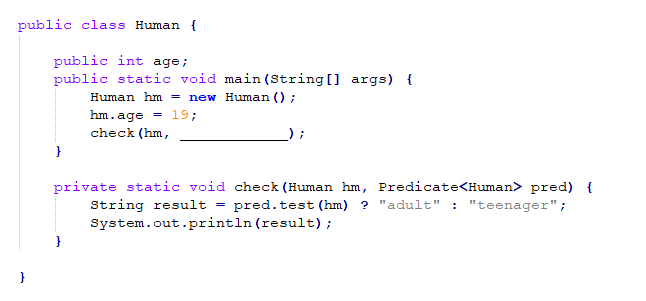 public class Human {
public int age;
public static void main(String[] args) {
Human hm = new Human();
hm.age = 19;
check(hm, ____________);
}
private static void check(Human hm, Predicate<Human> pred) {
String result = pred.test(hm) ? "adult" : "teenager";
System.out.println(result);
}
}